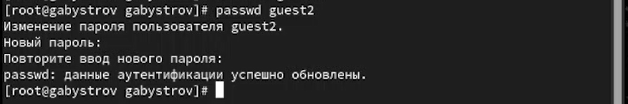 [root@gabystrov gabystrov]# passwd guest2
Изменение пароля пользователя guest2.
Новый пароль:
Повторите ввод нового пароля:
passwd: данные аутентификации успешно обновлены.
[root@gabystrov gabystrov]#